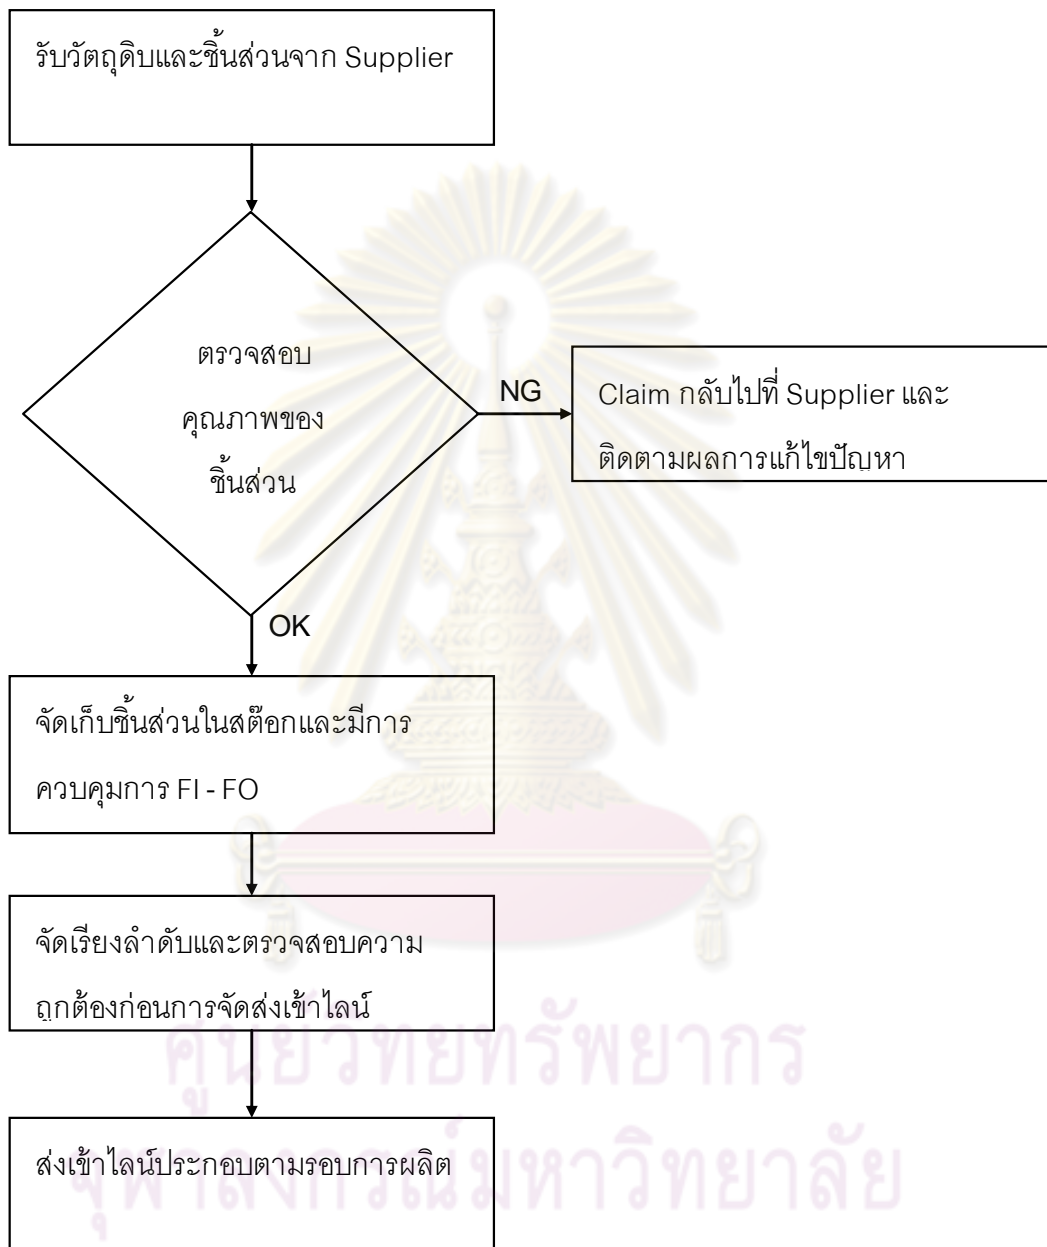 รับวัตถุดิบและชิ้นส่วนจาก Supplier
ตรวจสอบ
คุณภาพของ
ชิ้นส่วน
NG
Claim กลับไปที่ Supplier และ
ติดตามผลการแก้ไขปัญหา
OK
จัดเก็บชิ้นส่วนในสต๊อกและมีการ
ควบคุมการ FI - FO
จัดเรียงลำดับและตรวจสอบความ
ถูกต้องก่อนการจัดส่งเข้าไลน์
ศูนย์วิทยทรัพยากร
ส่งเข้าไลน์ประกอบตามรอบการผลิต
จุฬาลงกรณ์มหาวิทยาลัย